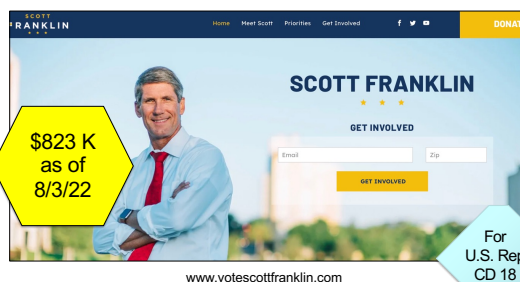 SCOTT
FRANKLIN
Home Meet Scott Priorities Get Involved
SCOTT FRANKLIN
GET INVOLVED
Email Zip
GET INVOLVED
$823 K
as of
8/3/22
For
CD 18
www.votescottfranklin.com